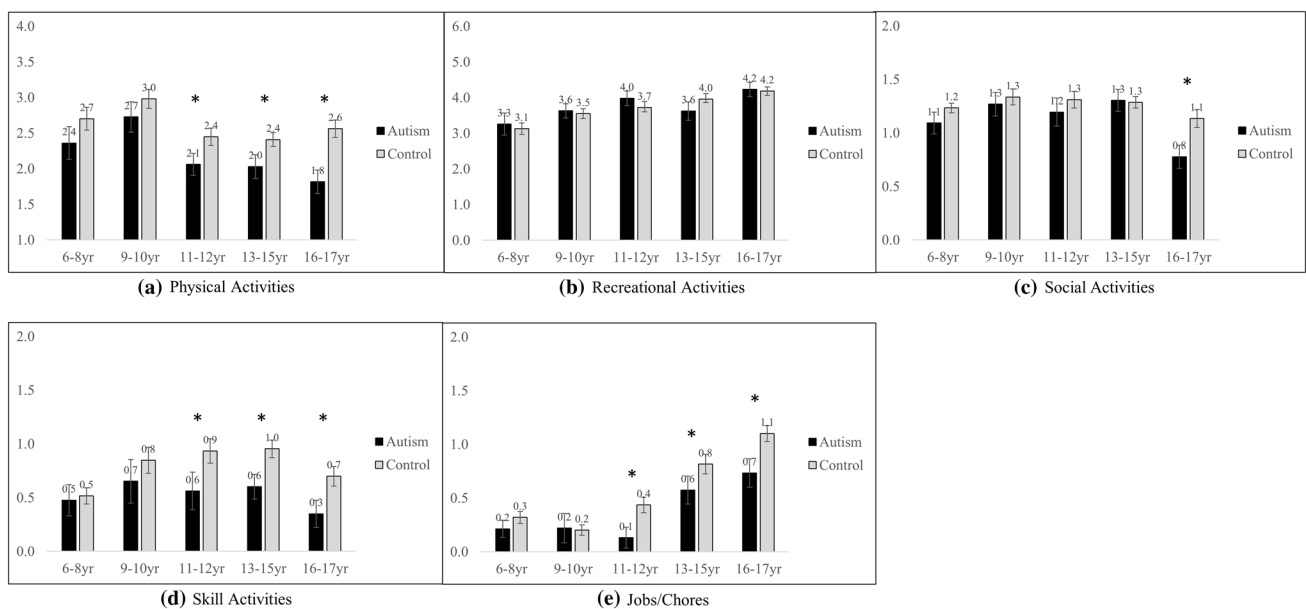 4.0
3.5
3.0
2.5
2.0
1.5
1.0
2.4 2.7 2.7 3.0 2.1 2.4 2.0 2.4 1.8 2.6
* * *
Autism
Control
6-8yr 9-10yr 11-12yr 13-15yr 16-17yr
(a) Physical Activities
6.0
5.0
4.0
3.0
2.0
1.0
0.0
3.3 3.1 3.6 3.5 4.0 3.7 3.6 4.0 4.2 4.2
Autism
Control
6-8yr 9-10yr 11-12yr 13-15yr 16-17yr
(b) Recreational Activities
2.0
1.5
1.0
0.5
0.0
1.1 1.2 1.3 1.3 1.2 1.3 1.3 1.3 0.8 1.1
*
Autism
Control
6-8yr 9-10yr 11-12yr 13-15yr 16-17yr
(c) Social Activities
2.0
1.5
1.0
0.5
0.0
0.5 0.5 0.7 0.8 0.6 0.9 0.6 1.0 0.3 0.7
* * *
Autism
Control
6-8yr 9-10yr 11-12yr 13-15yr 16-17yr
(d) Skill Activities
2.0
1.5
1.0
0.5
0.0
0.2 0.3 0.2 0.2 0.1 0.4 0.6 0.8 0.7 1.1
* * *
Autism
Control
6-8yr 9-10yr 11-12yr 13-15yr 16-17yr
(e) Jobs/Chores